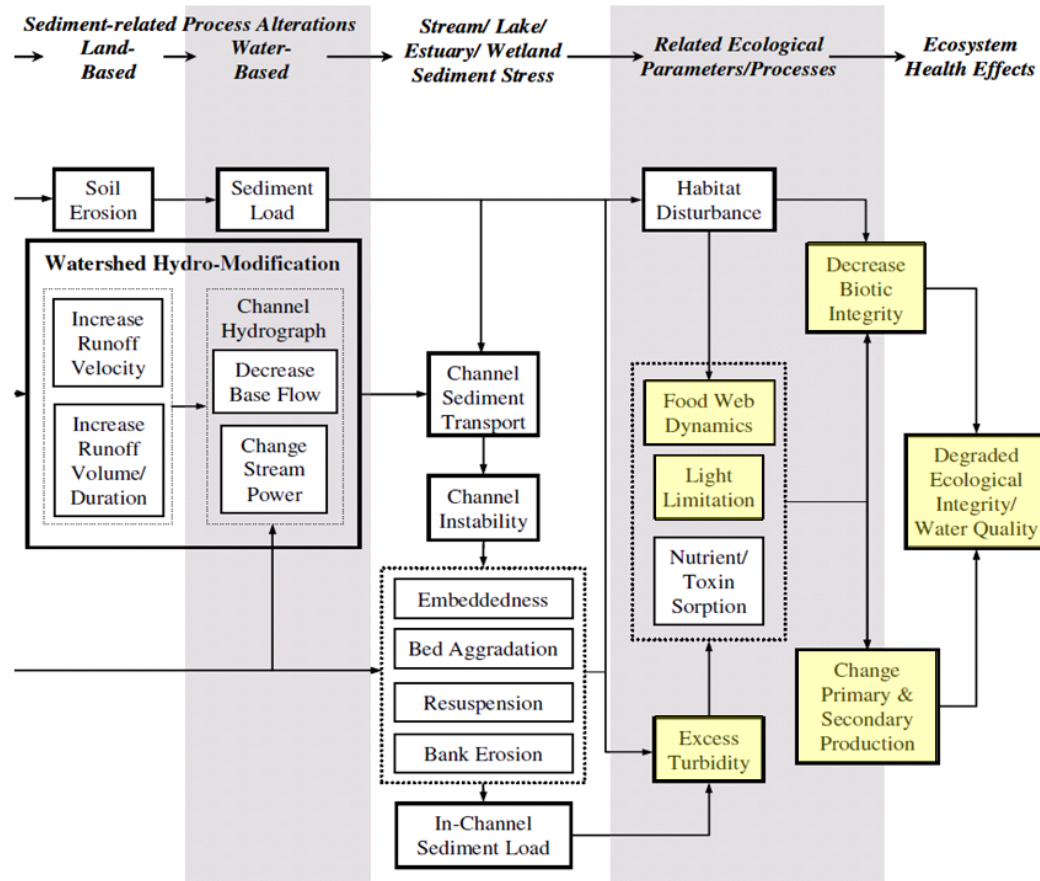 Sediment-related Process Alterations
Land-
Based
Water-
Based
Stream/ Lake/
Estuary/ Wetland
Sediment Stress
Related Ecological
Parameters/Processes
Ecosystem
Health Effects
Soil
Erosion
Sediment
Load
Habitat
Disturbance
Watershed Hydro-Modification
Increase
Runoff
Velocity
Increase
Runoff
Volume/
Duration
Channel
Hydrograph
Decrease
Base Flow
Change
Stream
Power
Channel
Sediment
Transport
Channel
Instability
Embeddedness
Bed Aggradation
Resuspension
Bank Erosion
In-Channel
Sediment Load
Food Web
Dynamics
Light
Limitation
Nutrient/
Toxin
Sorption
Excess
Turbidity
Decrease
Biotic
Integrity
Change
Primary &
Secondary
Production
Degraded
Ecological
Integrity/
Water Quality